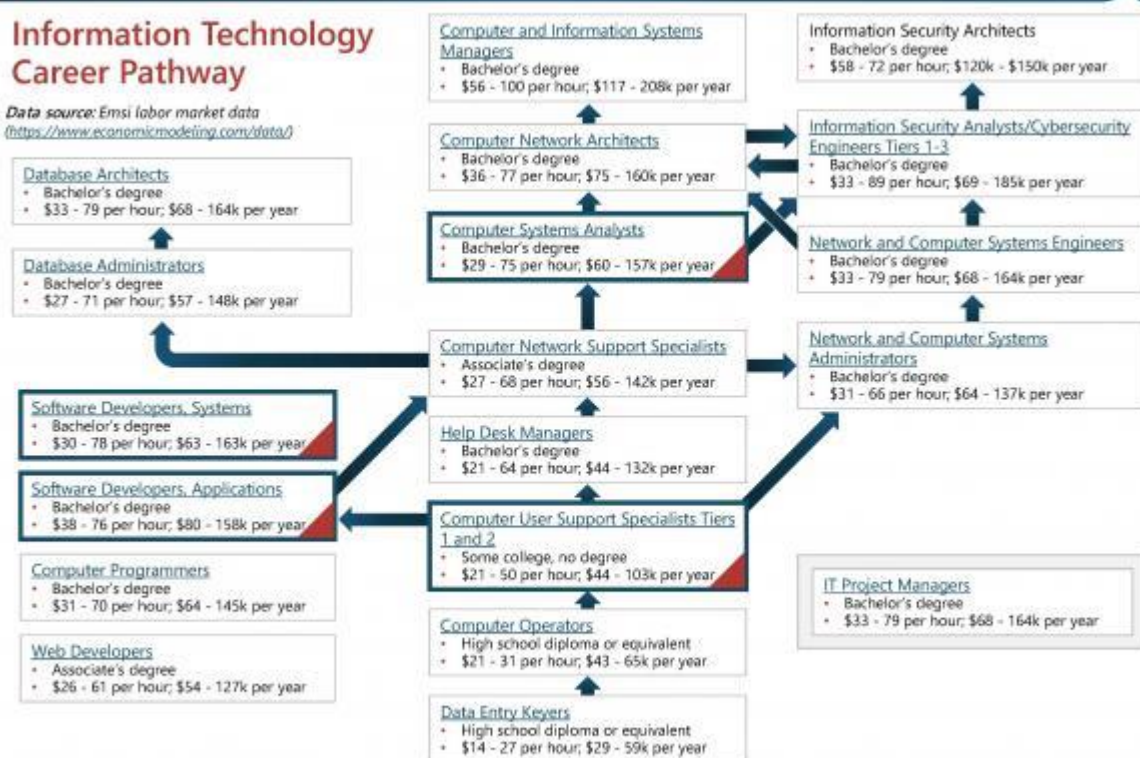 Information Technology
Career Pathway
Data source: Emsi labor market data
(https://www.economicmodeling.com/data/)
Database Architects
• Bachelor's degree
• $33 - 79 per hour; $68 - 164k per year
Database Administrators
• Bachelor's degree
• $27 - 71 per hour; $57 - 148k per year
Software Developers, Systems
• Bachelor's degree
• $30 - 78 per hour; $63 - 163k per year
Software Developers, Applications
• Bachelor's degree
• $38 - 76 per hour; $80 - 158k per year
Computer Programmers
• Bachelor's degree
• $31 - 70 per hour; $64 - 145k per year
Web Developers
• Associate's degree
• $26 - 61 per hour; $54 - 127k per year
Computer and Information Systems
Managers
• Bachelor's degree
• $56 - 100 per hour; $117 - 208k per year
Computer Network Architects
• Bachelor's degree
• $36 - 77 per hour; $75 - 160k per year
Computer Systems Analysts
• Bachelor's degree
• $29 - 75 per hour; $60 - 157k per year
Computer Network Support Specialists
• Associate's degree
• $27 - 68 per hour; $56 - 142k per year
Help Desk Managers
• Bachelor's degree
• $21 - 64 per hour; $44 - 132k per year
Computer User Support Specialists Tiers
1 and 2
• Some college, no degree
• $21 - 50 per hour; $44 - 103k per year
Computer Operators
• High school diploma or equivalent
• $21 - 31 per hour; $43 - 65k per year
Data Entry Keyers
• High school diploma or equivalent
• $14 - 27 per hour; $29 - 59k per year
Information Security Architects
• Bachelor's degree
• $58 - 72 per hour; $120k - $150k per year
Information Security Analysts/Cybersecurity
Engineers Tiers 1-3
• Bachelor's degree
• $33 - 89 per hour; $69 - 185k per year
Network and Computer Systems Engineers
• Bachelor's degree
• $33 - 79 per hour; $68 - 164k per year
Network and Computer Systems
Administrators
• Bachelor's degree
• $31 - 66 per hour; $64 - 137k per year
IT Project Managers
• Bachelor's degree
• $33 - 79 per hour; $68 - 164k per year